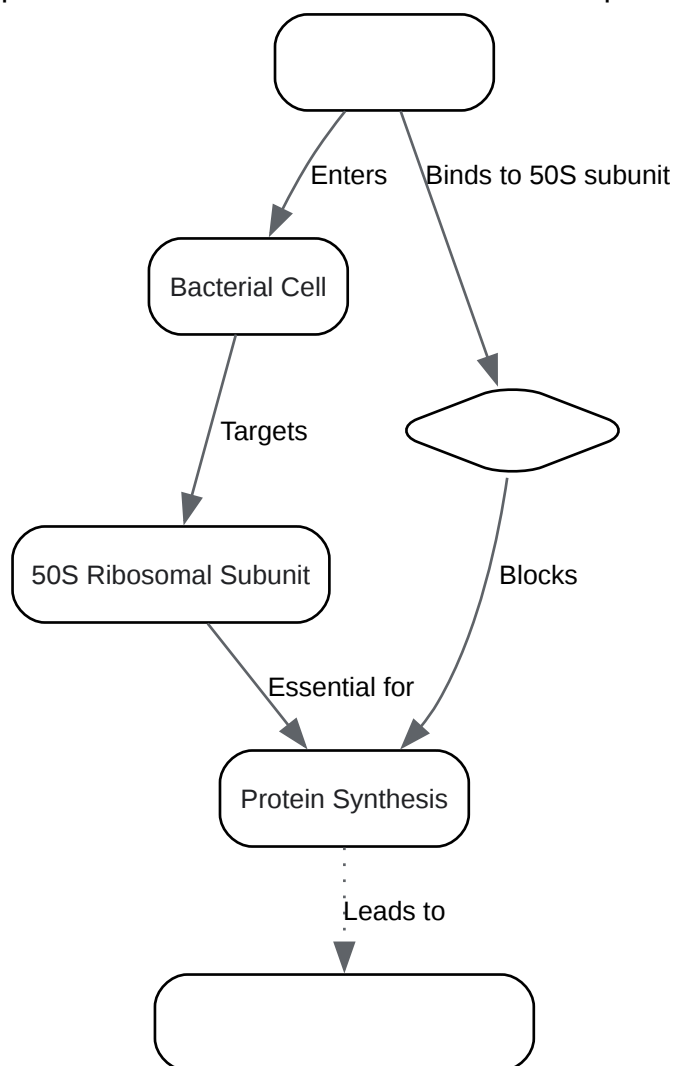 Enters
Binds to 50S subunit
Bacterial Cell
Targets
50S Ribosomal Subunit
Blocks
Essential for
Protein Synthesis
Leads to